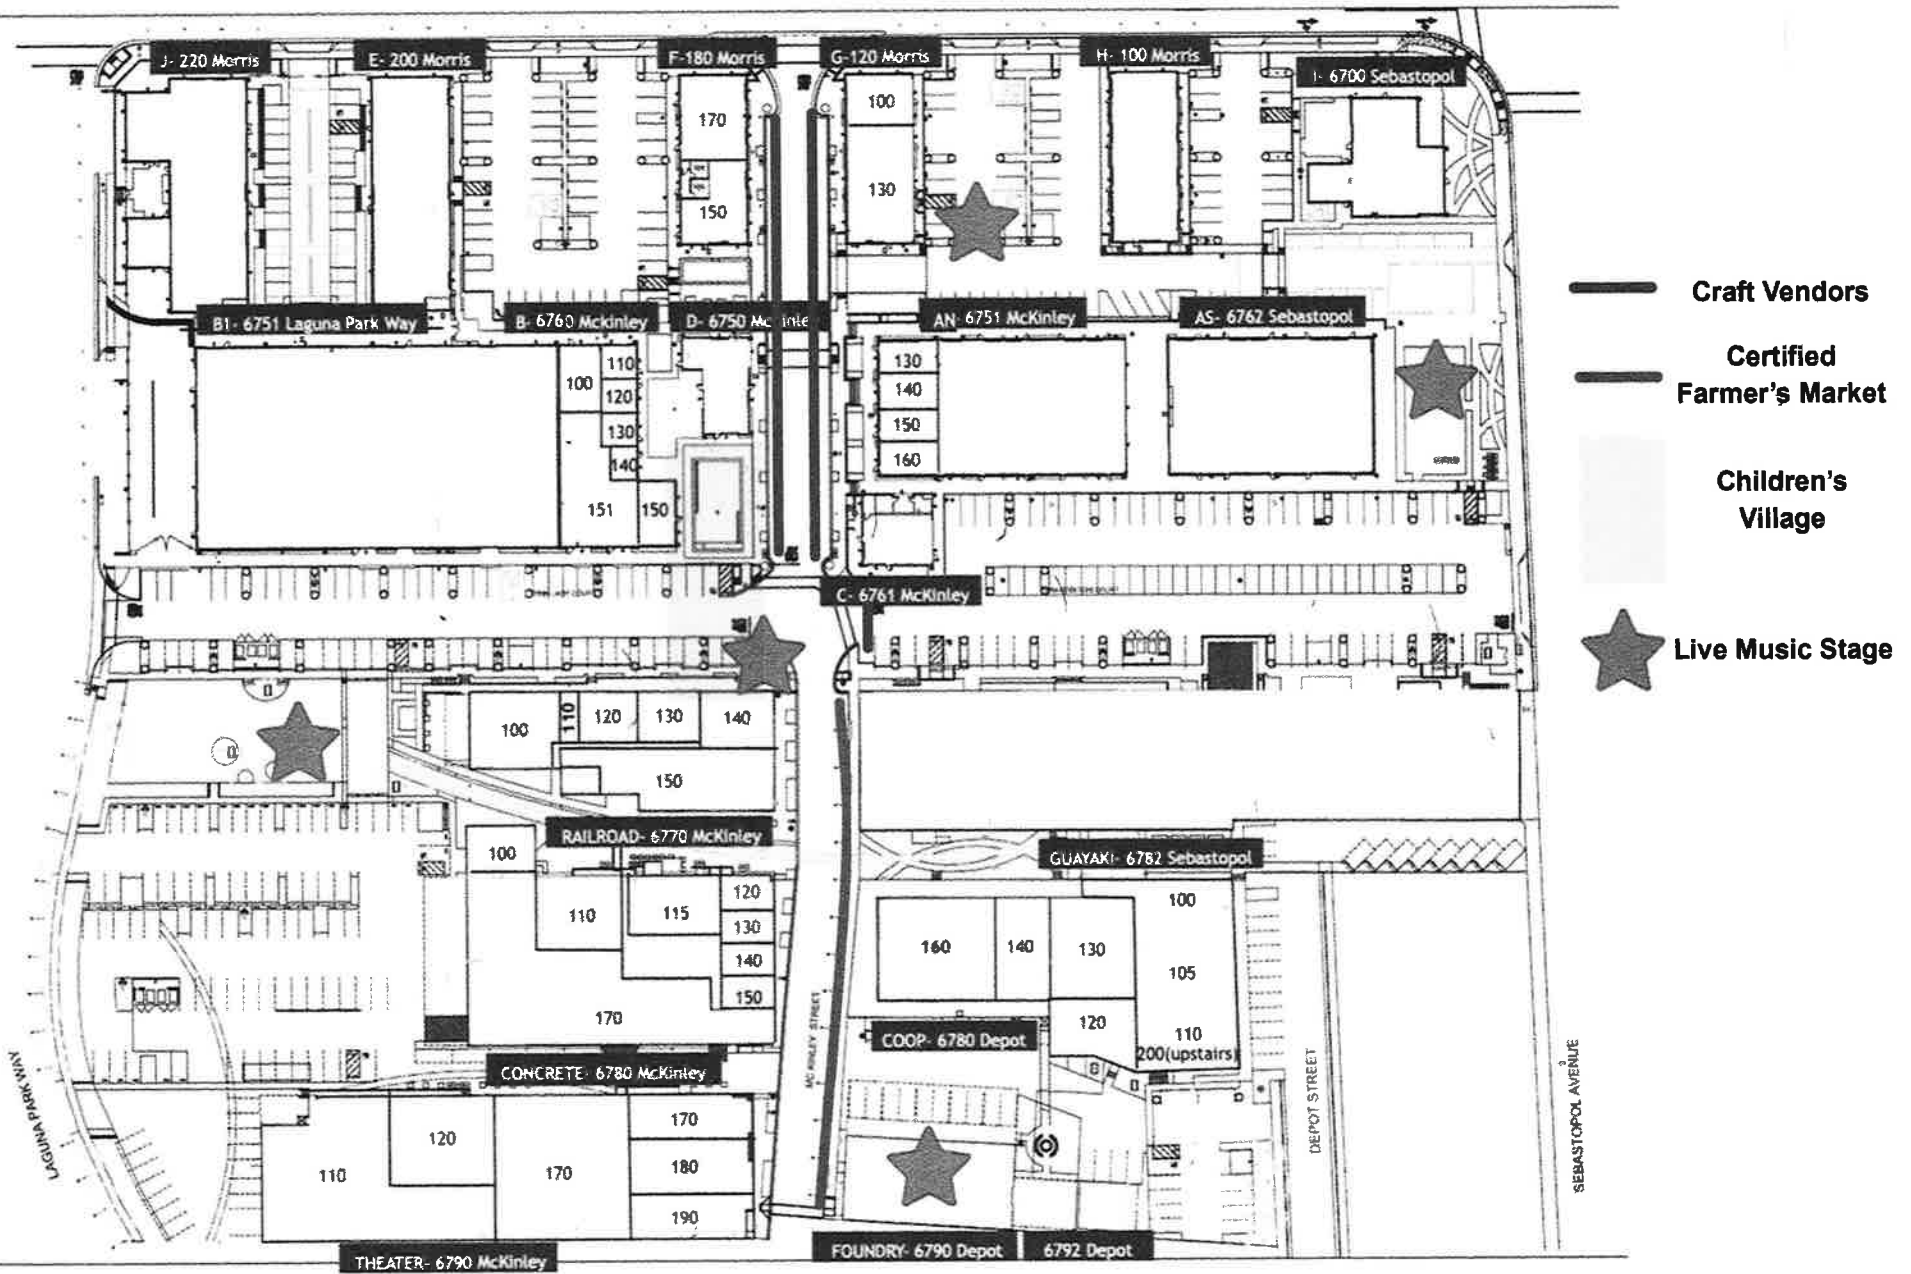 J- 220 Morris
E- 200 Morris
F-180 Morris
G-120 Morris
H- 100 Morris
I- 6700 Sebastopol
170
150
100
130
B1- 6751 Laguna Park Way
B- 6760 McKinley
D- 6750 McKinley
AN- 6751 McKinley
AS- 6762 Sebastopol
100
110
120
130
140
151
150
130
140
150
160
Craft Vendors
Certified
Farmer's Market
Children's
Village
Live Music Stage
C- 6761 McKinley
100
110
120
130
140
150
RAILROAD- 6770 McKinley
GUAYAKI- 6782 Sebastopol
100
110
115
120
130
140
150
170
160
140
130
120
100
105
110
200(upstairs)
COOP- 6780 Depot
CONCRETE- 6780 McKinley
MC KINLEY STREET
LAGUNA PARK WAY
DEPOT STREET
SEBASTOPOL AVENUE
110
120
170
170
180
190
THEATER- 6790 McKinley
FOUNDRY- 6790 Depot
6792 Depot